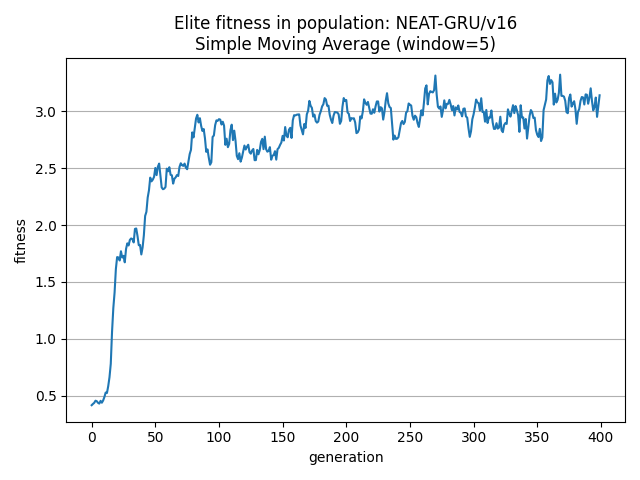 Elite fitness in population: NEAT-GRU/v16
Simple Moving Average (window=5)
fitness
3.0
2.5
2.0
1.5
1.0
0.5
0 50 100 150 200 250 300 350 400
generation